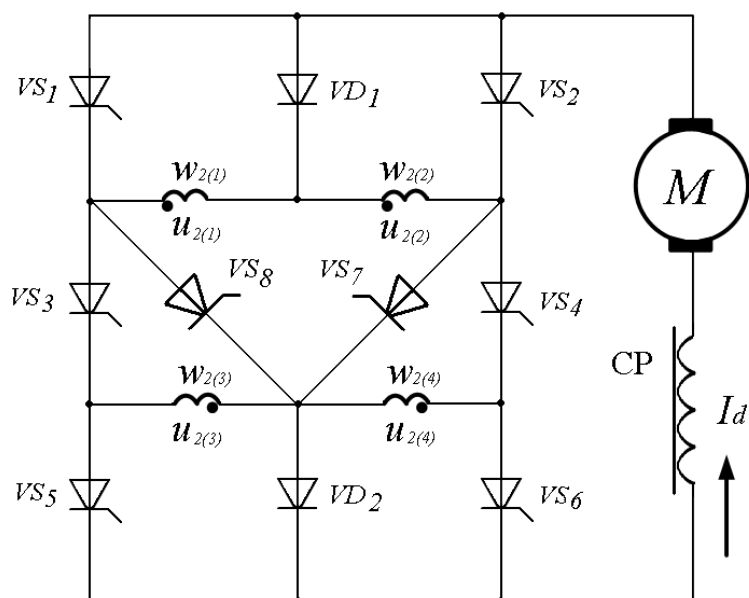 VS1
VD1
VS2
w2(1)
w2(2)
u2(1)
u2(2)
M
VS3
VS8
VS7
VS4
w2(3)
w2(4)
СР
Id
u2(3)
u2(4)
VS5
VD2
VS6